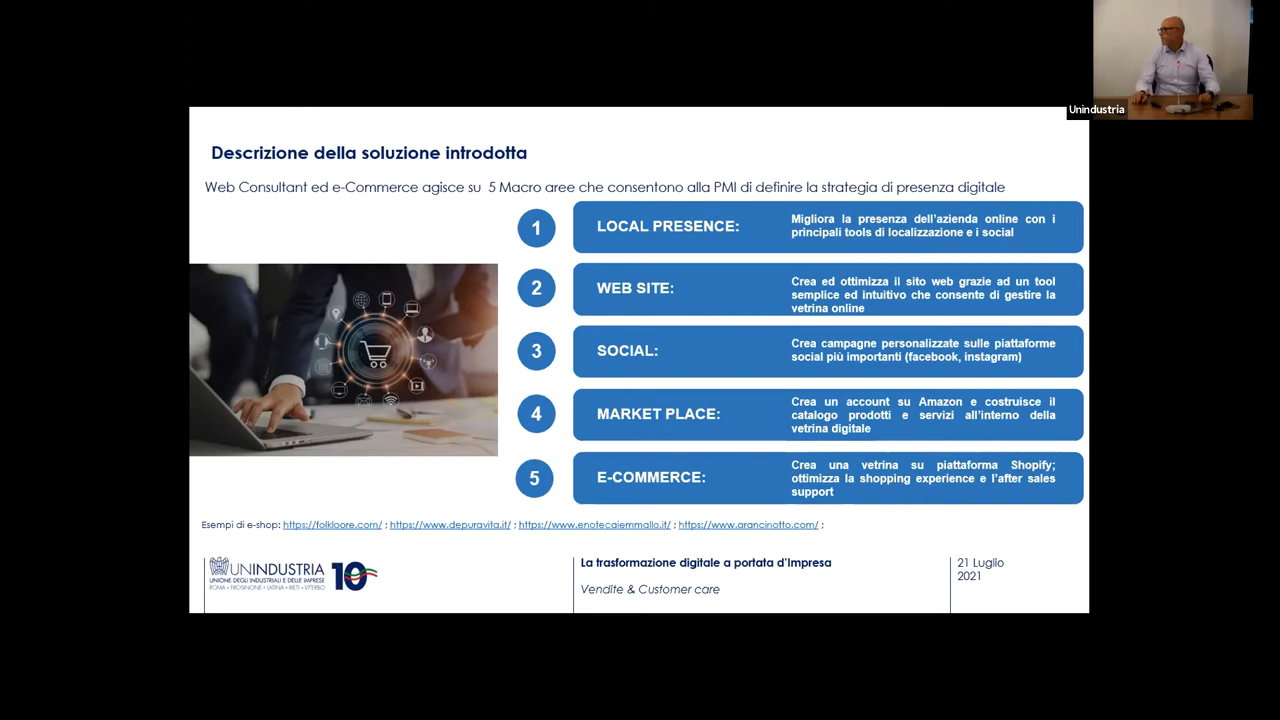 Unindustria
Descrizione della soluzione introdotta
Web Consultant ed e-Commerce agisce su 5 Macro aree che consentono alla PMI di definire la strategia di presenza digitale
1
LOCAL PRESENCE:
Migliora la presenza dell'azienda online con i
principali tools di localizzazione e i social
2
WEB SITE:
Crea ed ottimizza il sito web grazie ad un tool
semplice ed intuitivo che consente di gestire la
vetrina online
3
SOCIAL:
Crea campagne personalizzate sulle piattaforme
social più importanti (facebook, instagram)
4
MARKET PLACE:
Crea un account su Amazon e costruisce il
catalogo prodotti e servizi all'interno della
vetrina digitale
5
E-COMMERCE:
Crea una vetrina su piattaforma Shopify;
ottimizza la shopping experience e l'after sales
support
Esempi di e-shop: https://folkloore.com/ ; https://www.depuravita.it/ ; https://www.enotecaiemmallo.it/ ; https://www.arancinotto.com/ ;
UNINDUSTRIA
UNIONE DEGLI INDUSTRIALI E DELLE IMPRESE
ROMA • FROSINONE • LATINA • RIETI • VITERBO
10
La trasformazione digitale a portata d'Impresa
Vendite & Customer care
21 Luglio
2021